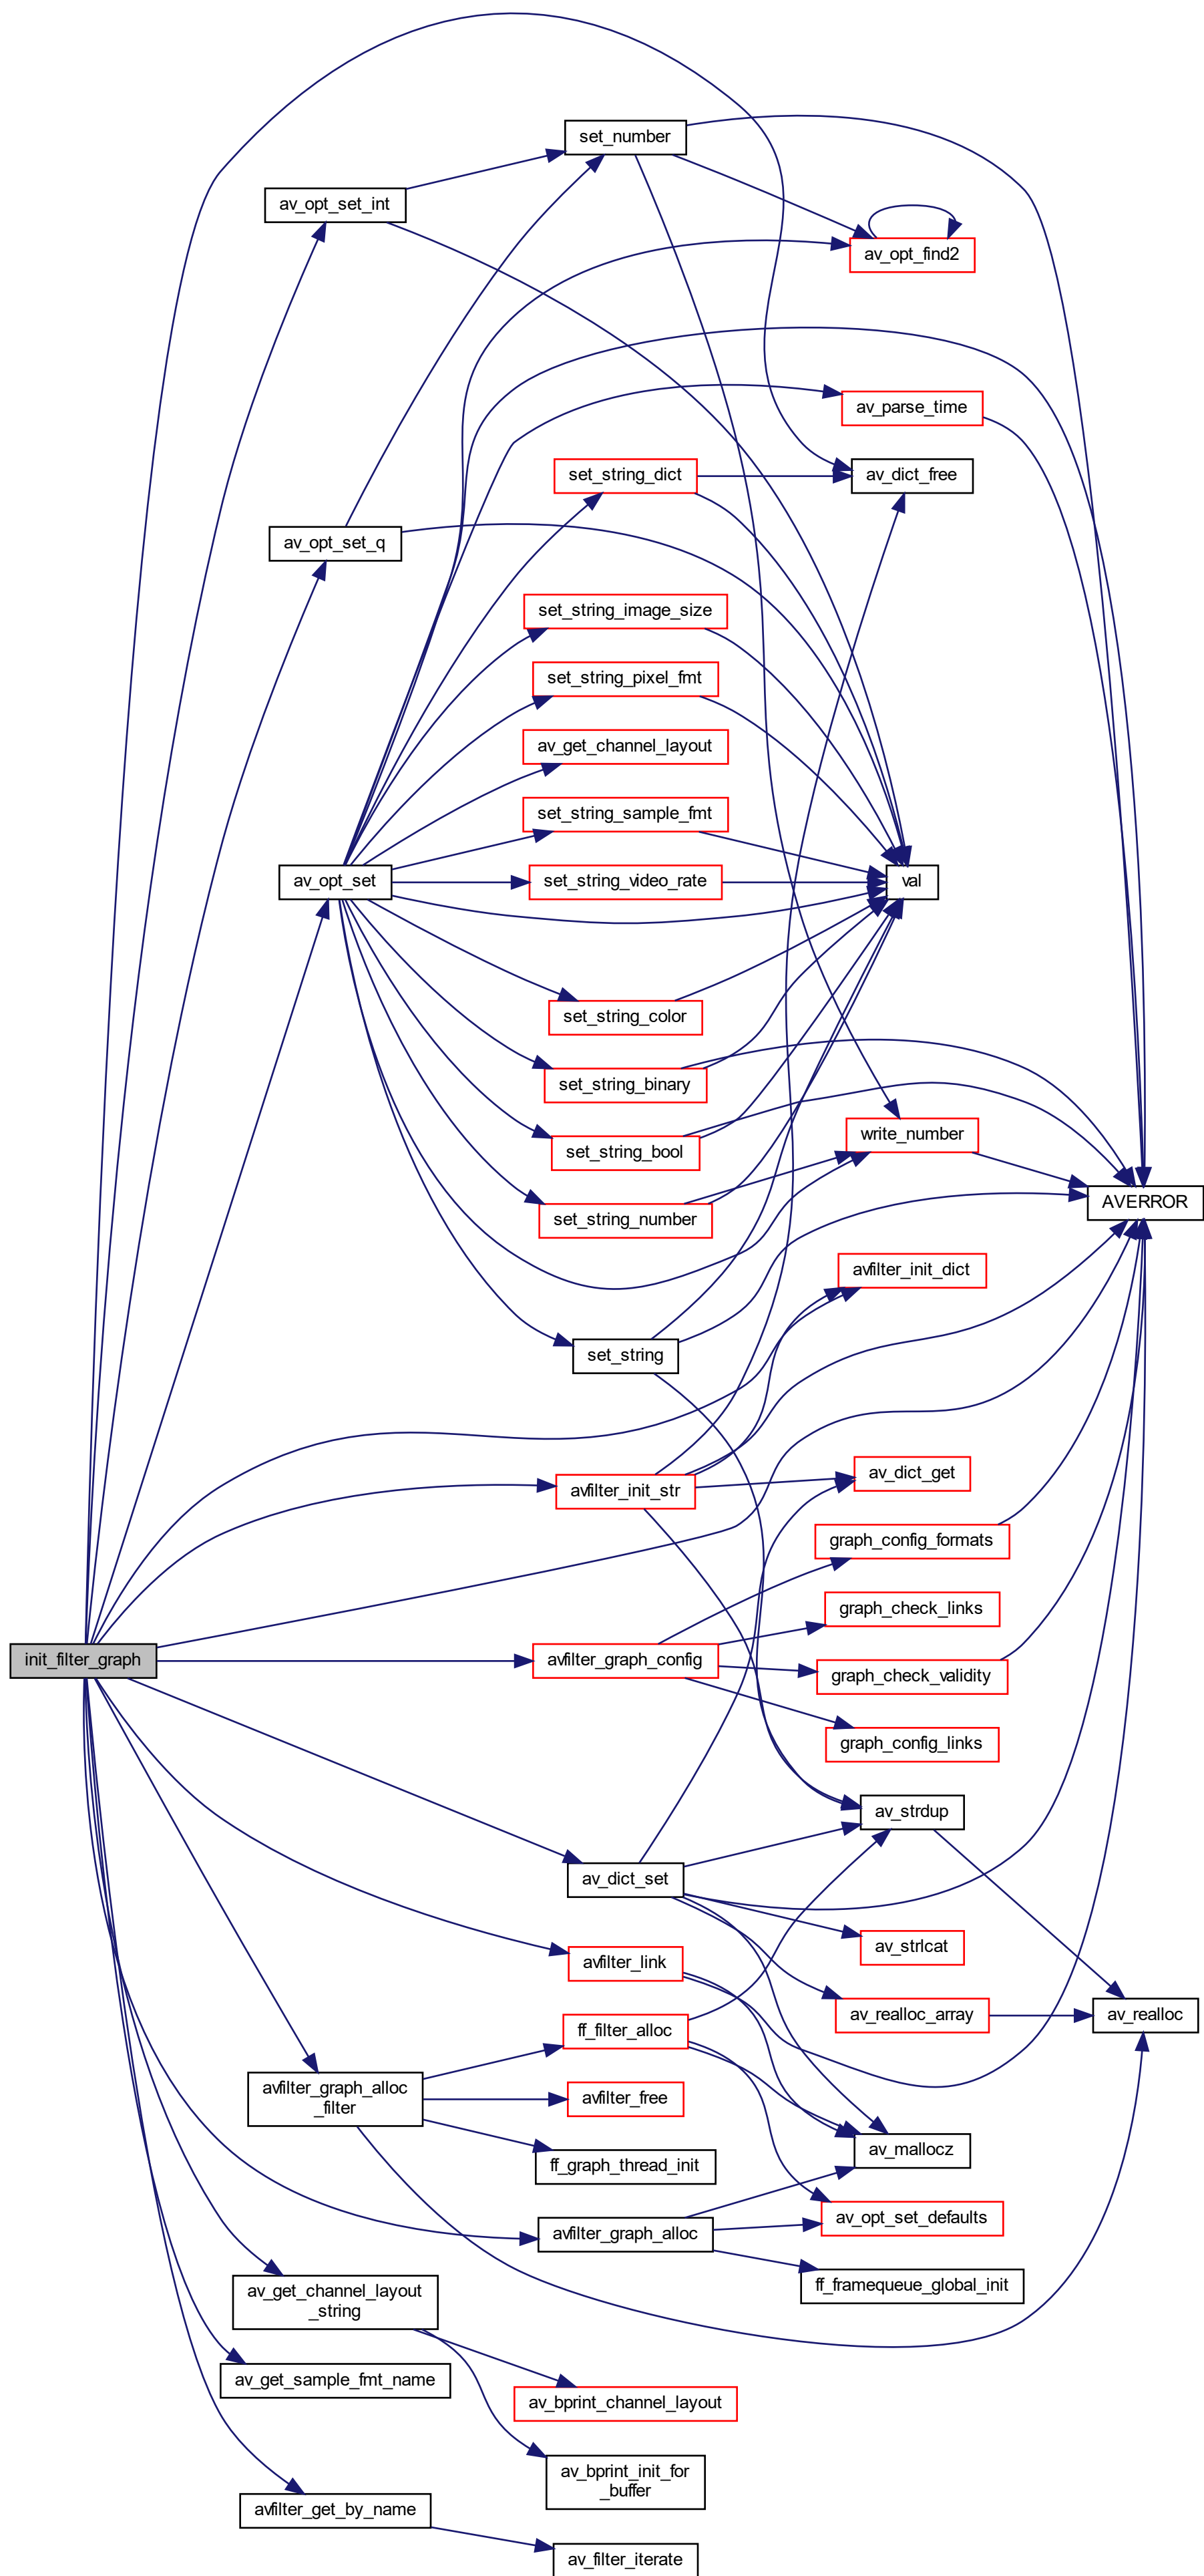 set_number
av_opt_set_int
av_opt_find2
av_parse_time
set_string_dict
av_dict_free
av_opt_set_q
set_string_image_size
set_string_pixel_fmt
av_get_channel_layout
set_string_sample_fmt
av_opt_set
set_string_video_rate
val
set_string_color
set_string_binary
write_number
set_string_bool
AVERROR
set_string_number
avfilter_init_dict
set_string
av_dict_get
avfilter_init_str
graph_config_formats
graph_check_links
init_filter_graph
avfilter_graph_config
graph_check_validity
graph_config_links
av_strdup
av_dict_set
av_strlcat
avfilter_link
av_realloc_array
av_realloc
ff_filter_alloc
avfilter_graph_alloc
_filter
avfilter_free
av_mallocz
ff_graph_thread_init
av_opt_set_defaults
avfilter_graph_alloc
ff_framequeue_global_init
av_get_channel_layout
_string
av_get_sample_fmt_name
av_bprint_channel_layout
av_bprint_init_for
_buffer
avfilter_get_by_name
av_filter_iterate